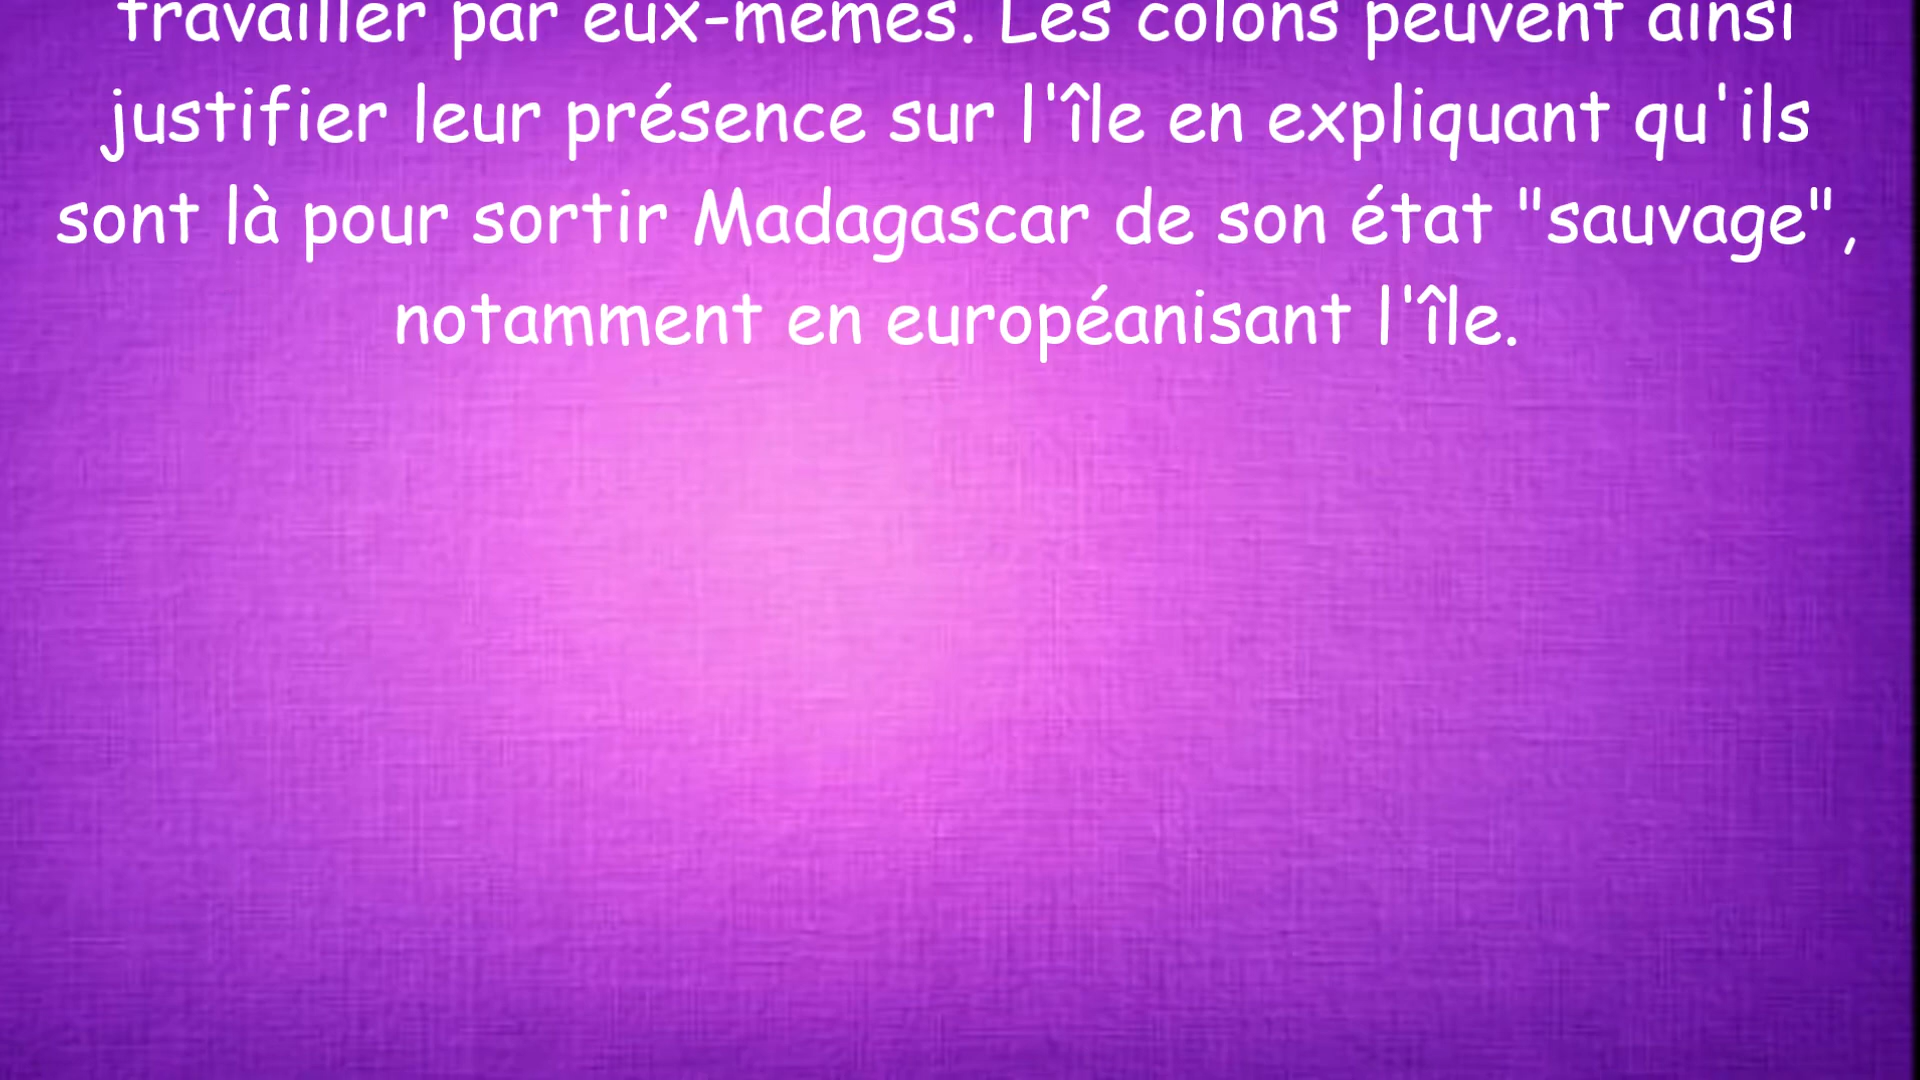 travailler par eux-mêmes. Les colons peuvent ainsi
justifier leur présence sur l'île en expliquant qu'ils
sont là pour sortir Madagascar de son état "sauvage",
notamment en européanisant l'île.